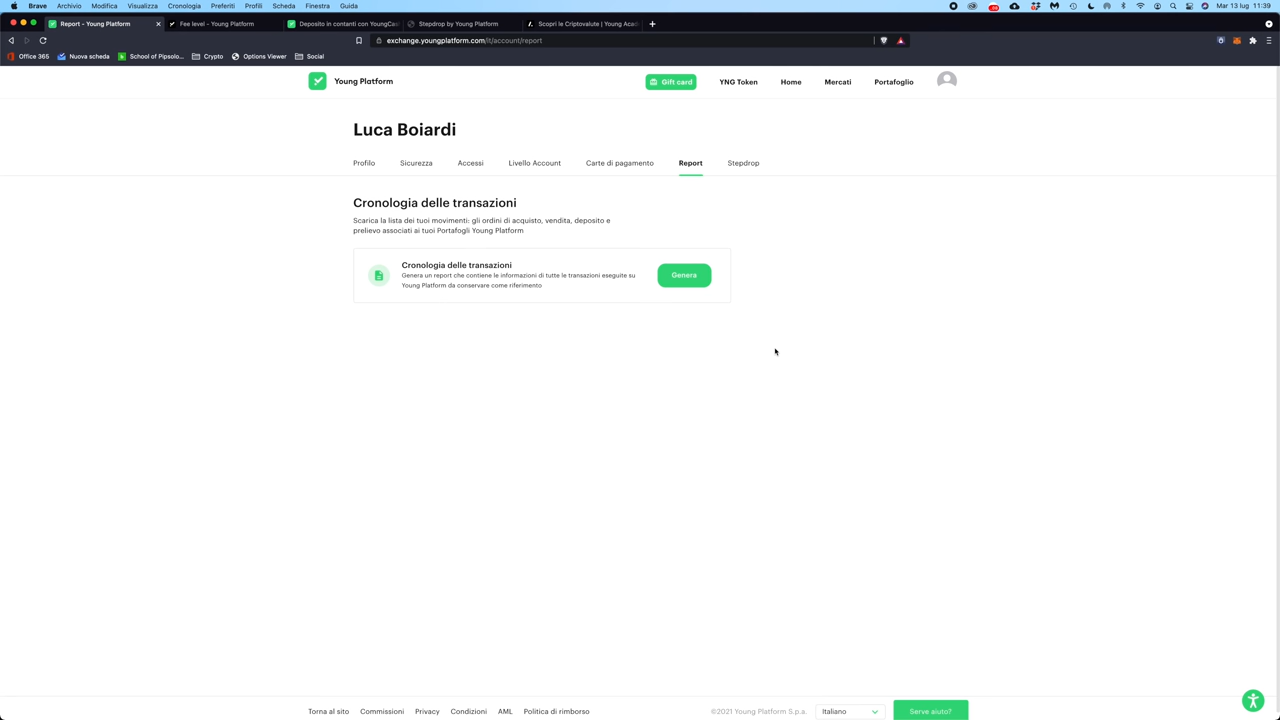 Brave Archivio Modifica Visualizza Cronologia Preferiti Profili Scheda Finestra Guida Mar 13 lug 11:39
Report – Young Platform Fee level – Young Platform Deposito in contanti con YoungCas Stepdrop by Young Platform Scopri le Criptovalute | Young Aca
exchange.youngplatform.com/it/account/report
Office 365 Nuova scheda School of Pipsolo... Crypto Options Viewer Social
Young Platform Gift card YNG Token Home Mercati Portafoglio
Luca Boiardi
Profilo Sicurezza Accessi Livello Account Carte di pagamento Report Stepdrop
Cronologia delle transazioni
Scarica la lista dei tuoi movimenti: gli ordini di acquisto, vendita, deposito e
prelievo associati ai tuoi Portafogli Young Platform
Cronologia delle transazioni
Genera un report che contiene le informazioni di tutte le transazioni eseguite su
Young Platform da conservare come riferimento
Genera
Torna al sito Commissioni Privacy Condizioni AML Politica di rimborso ©2021 Young Platform S.p.a. Italiano Serve aiuto?